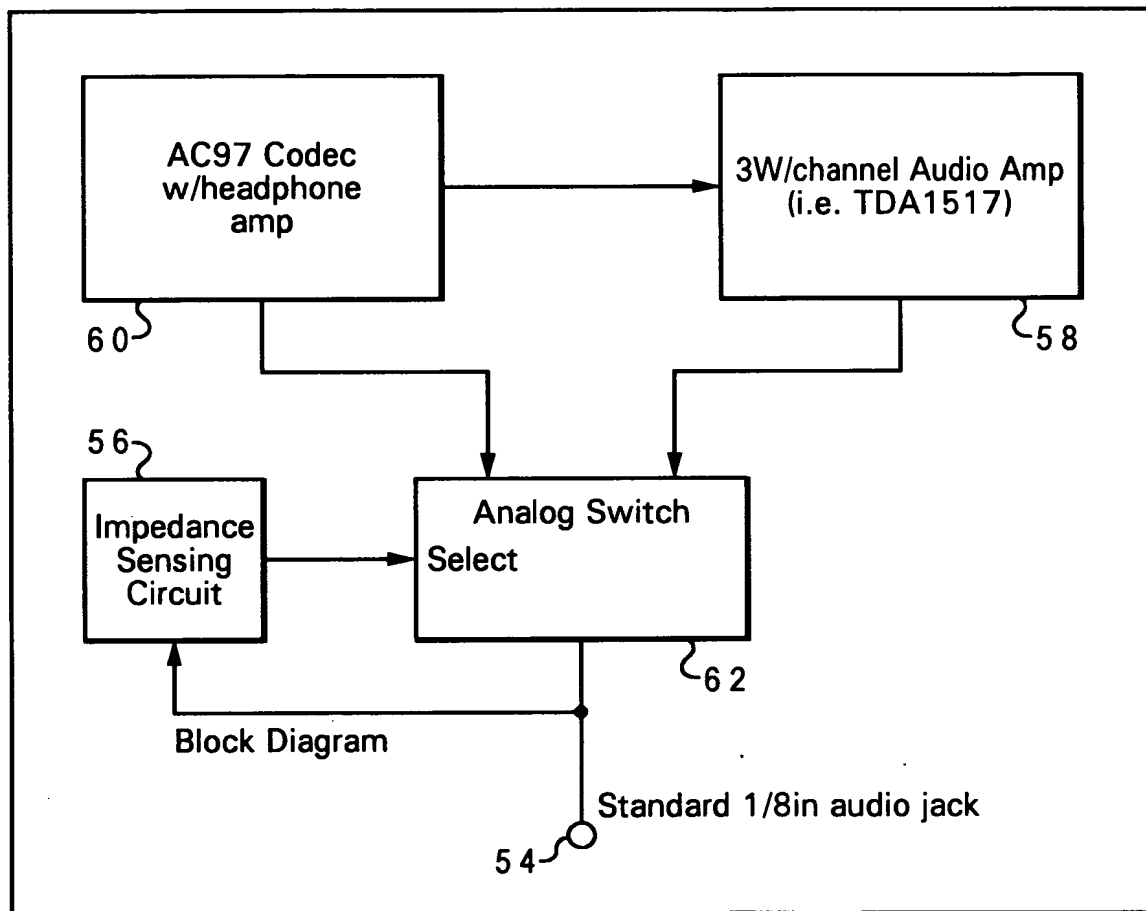 AC97 Codec
w/headphone
amp
3W/channel Audio Amp
(i.e. TDA1517)
60
58
56
Impedance
Sensing
Circuit
Analog Switch
Select
62
Block Diagram
Standard 1/8in audio jack
54